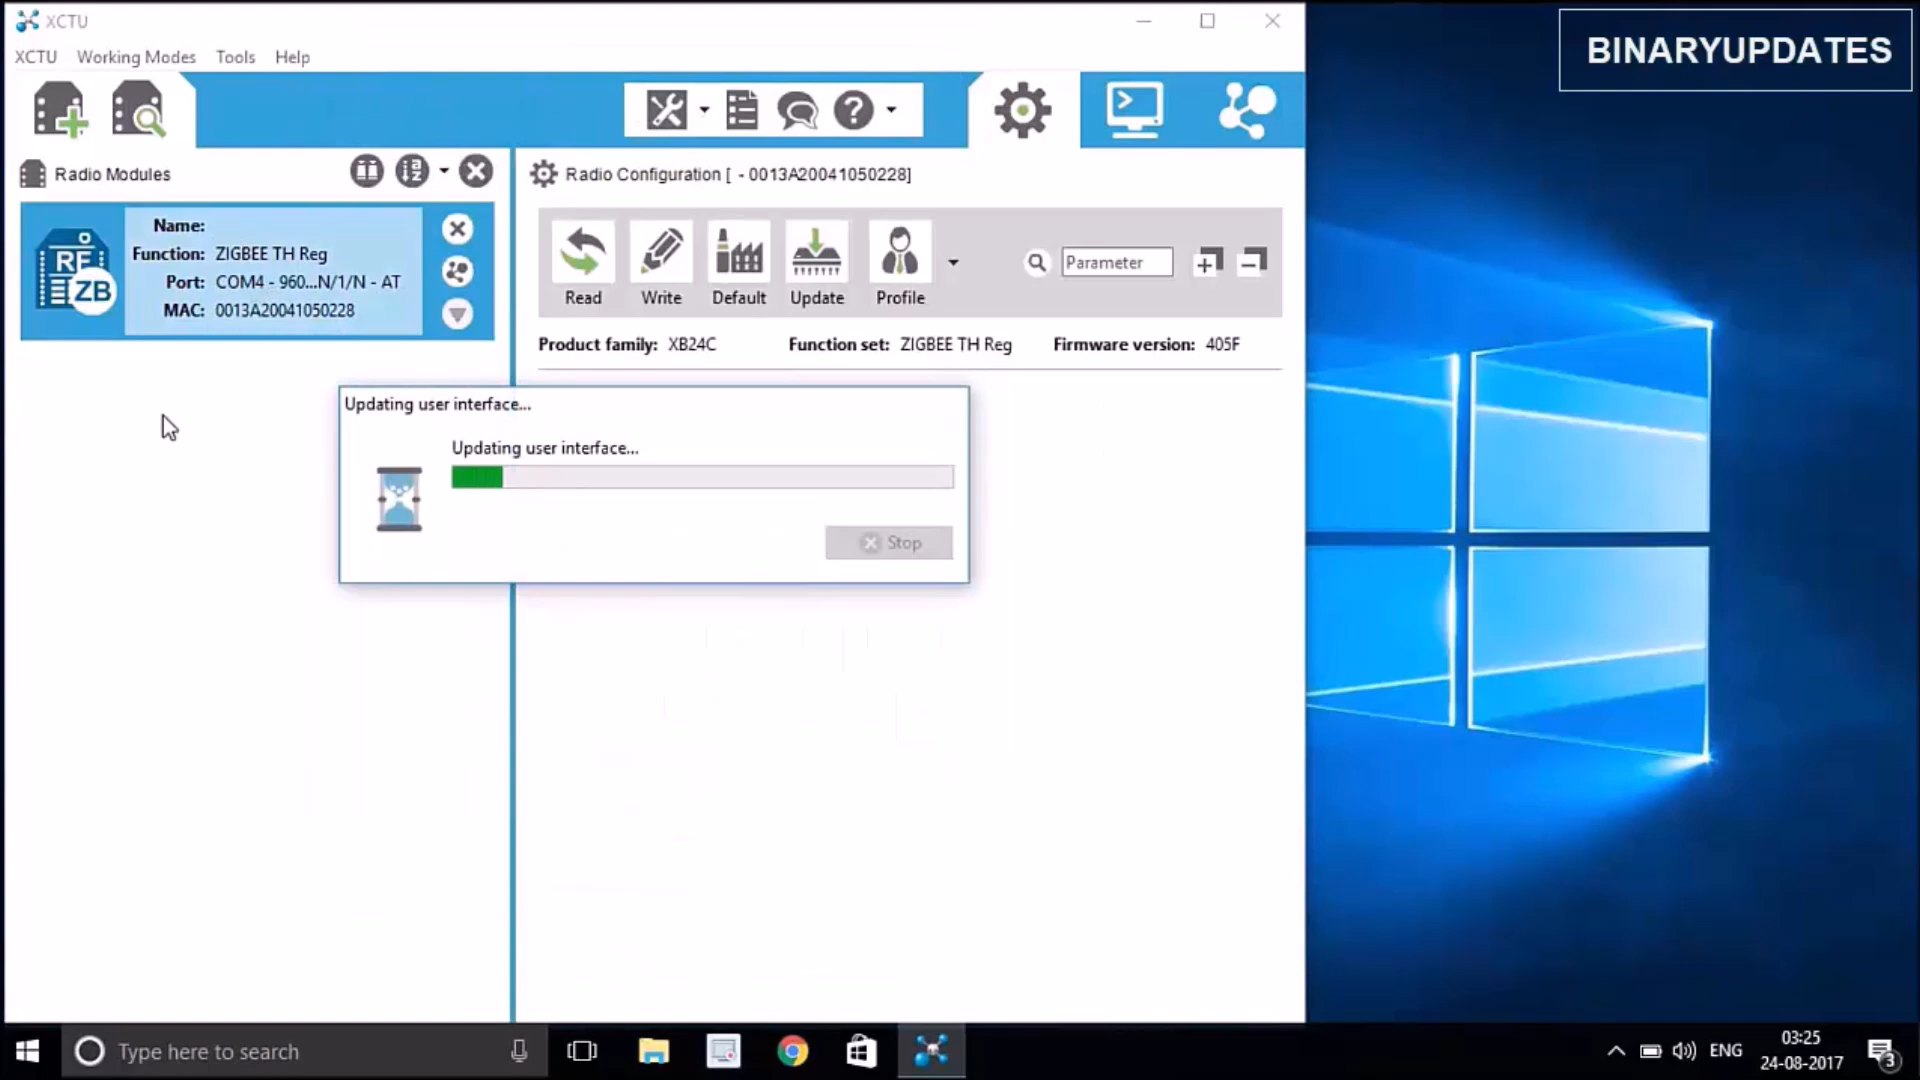 XCTU
BINARYUPDATES
XCTU Working Modes Tools Help
Radio Modules
Radio Configuration [ - 0013A20041050228]
Name:
Function: ZIGBEE TH Reg
Port: COM4 - 960...N/1/N - AT
MAC: 0013A20041050228
RF
ZB
Read Write Default Update Profile
Parameter
Product family: XB24C Function set: ZIGBEE TH Reg Firmware version: 405F
Updating user interface...
Updating user interface...
Stop
Type here to search
ENG
03:25
24-08-2017
3